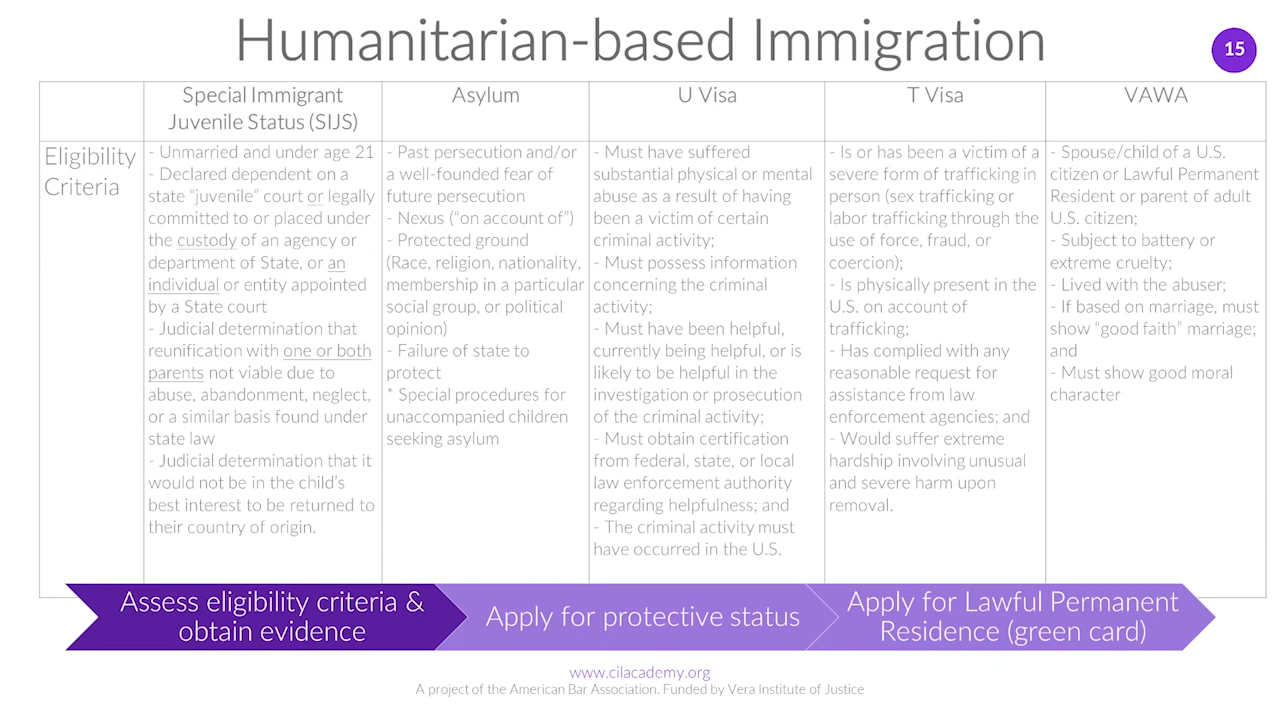 Humanitarian-based Immigration
15
Special Immigrant
Juvenile Status (SIJS)
Asylum
U Visa
T Visa
VAWA
Eligibility
Criteria
- Unmarried and under age 21
- Declared dependent on a
state “juvenile” court or legally
committed to or placed under
the custody of an agency or
department of State, or an
individual or entity appointed
by a State court
- Judicial determination that
reunification with one or both
parents not viable due to
abuse, abandonment, neglect,
or a similar basis found under
state law
- Judicial determination that it
would not be in the child’s
best interest to be returned to
their country of origin.
- Past persecution and/or
a well-founded fear of
future persecution
- Nexus (“on account of”)
- Protected ground
(Race, religion, nationality,
membership in a particular
social group, or political
opinion)
- Failure of state to
protect
* Special procedures for
unaccompanied children
seeking asylum
- Must have suffered
substantial physical or mental
abuse as a result of having
been a victim of certain
criminal activity;
- Must possess information
concerning the criminal
activity;
- Must have been helpful,
currently being helpful, or is
likely to be helpful in the
investigation or prosecution
of the criminal activity;
- Must obtain certification
from federal, state, or local
law enforcement authority
regarding helpfulness; and
- The criminal activity must
have occurred in the U.S.
- Is or has been a victim of a
severe form of trafficking in
person (sex trafficking or
labor trafficking through the
use of force, fraud, or
coercion);
- Is physically present in the
U.S. on account of
trafficking;
- Has complied with any
reasonable request for
assistance from law
enforcement agencies; and
- Would suffer extreme
hardship involving unusual
and severe harm upon
removal.
- Spouse/child of a U.S.
citizen or Lawful Permanent
Resident or parent of adult
U.S. citizen;
- Subject to battery or
extreme cruelty;
- Lived with the abuser;
- If based on marriage, must
show “good faith” marriage;
and
- Must show good moral
character
Assess eligibility criteria &
obtain evidence
Apply for protective status
Apply for Lawful Permanent
Residence (green card)
www.cilacademy.org
A project of the American Bar Association. Funded by Vera Institute of Justice